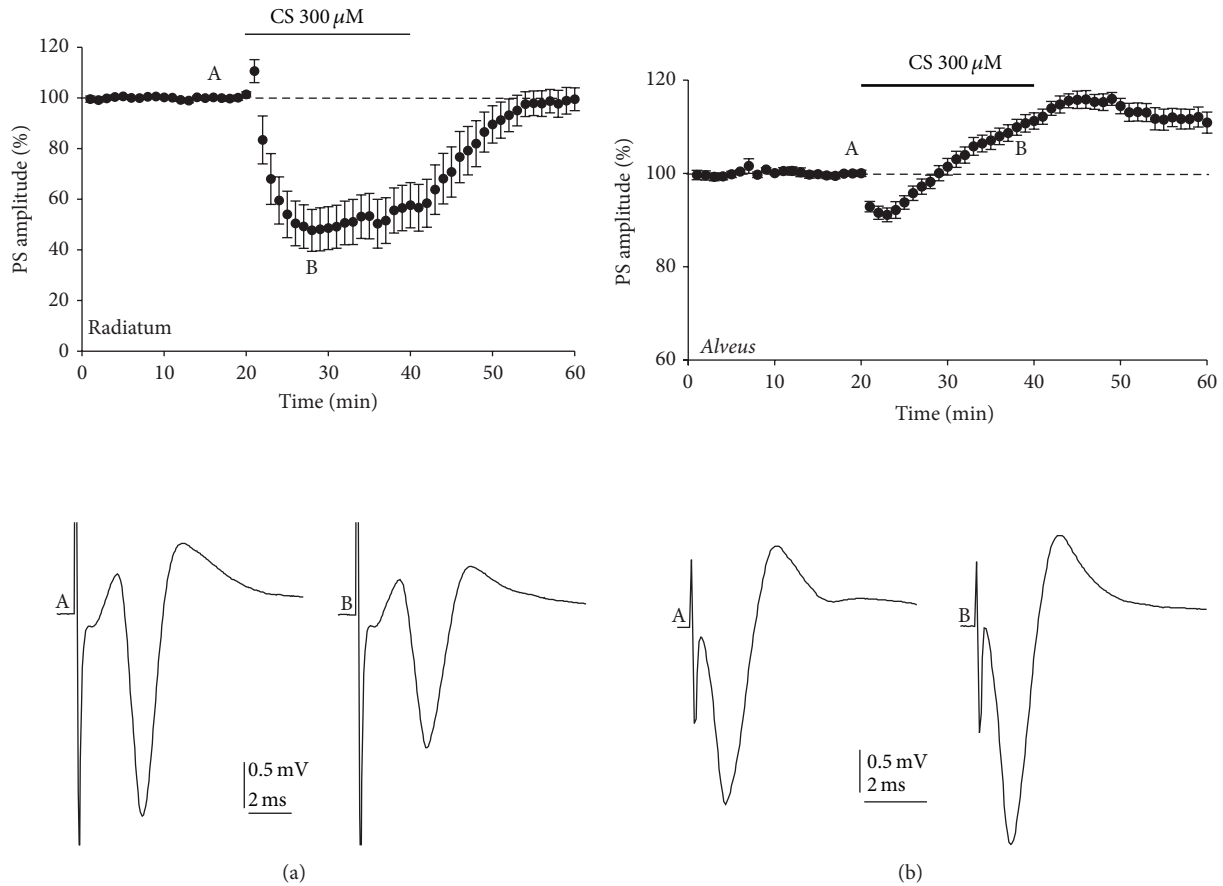 CS 300 μM
120
100
80
60
40
20
0
PS amplitude (%)
A
B
Radiatum
0 10 20 30 40 50 60
Time (min)
CS 300 μM
120
100
80
60
PS amplitude (%)
A
B
Alveus
0 10 20 30 40 50 60
Time (min)
A
B
0.5 mV
2 ms
(a)
A
B
0.5 mV
2 ms
(b)